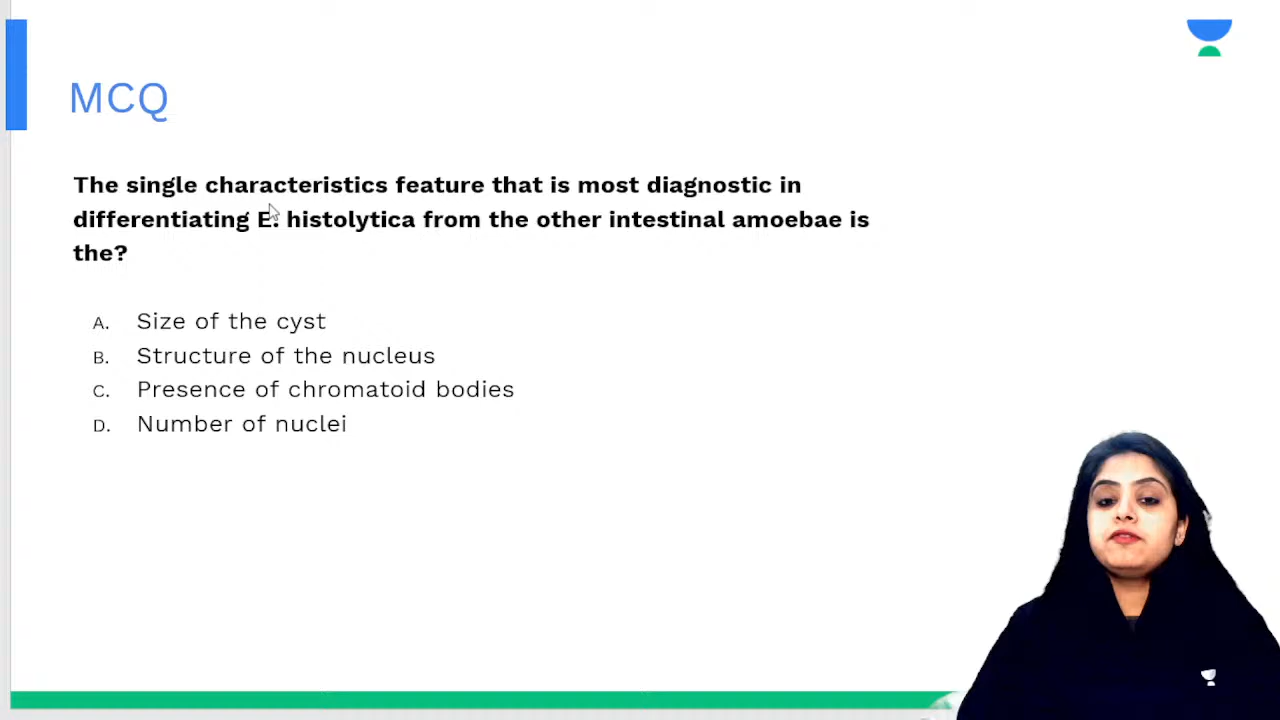 MCQ
The single characteristics feature that is most diagnostic in
differentiating E. histolytica from the other intestinal amoebae is
the?
A. Size of the cyst
B. Structure of the nucleus
C. Presence of chromatoid bodies
D. Number of nuclei